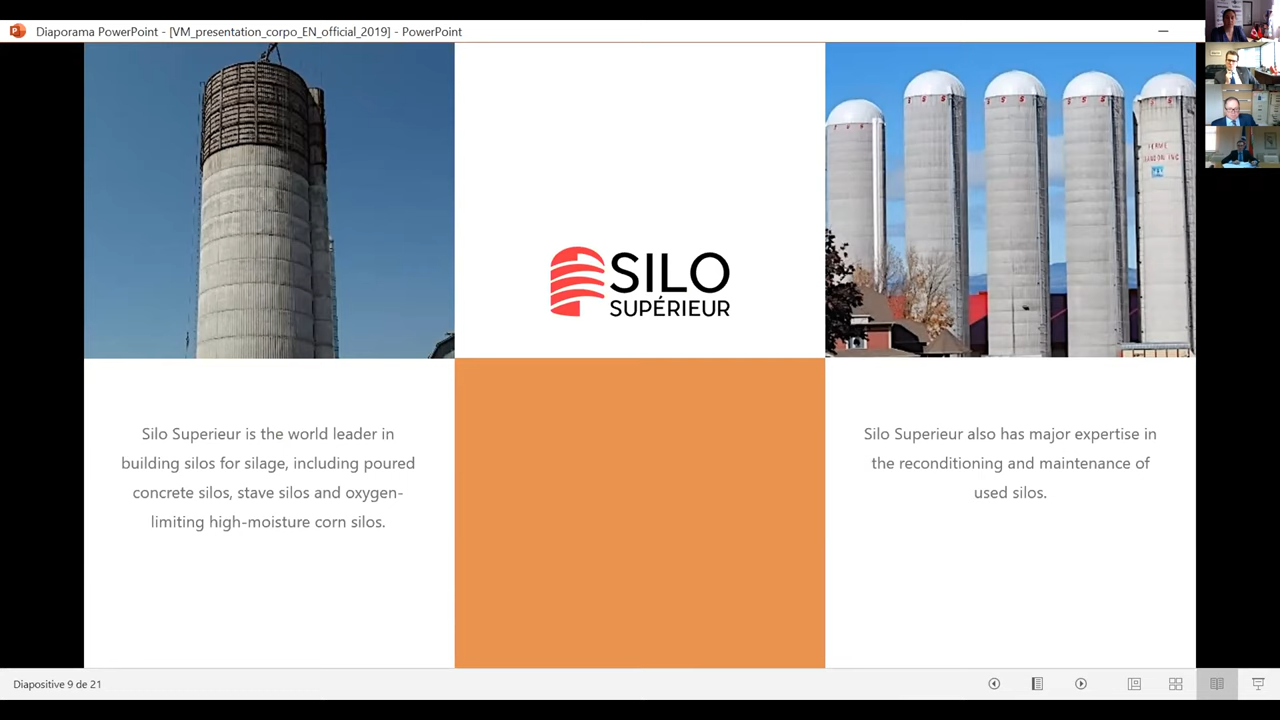 Diaporama PowerPoint - [VM_presentation_corpo_EN_official_2019] - PowerPoint
SILO
SUPÉRIEUR
Silo Superieur is the world leader in
building silos for silage, including poured
concrete silos, stave silos and oxygen-
limiting high-moisture corn silos.
Silo Superieur also has major expertise in
the reconditioning and maintenance of
used silos.
Diapositive 9 de 21